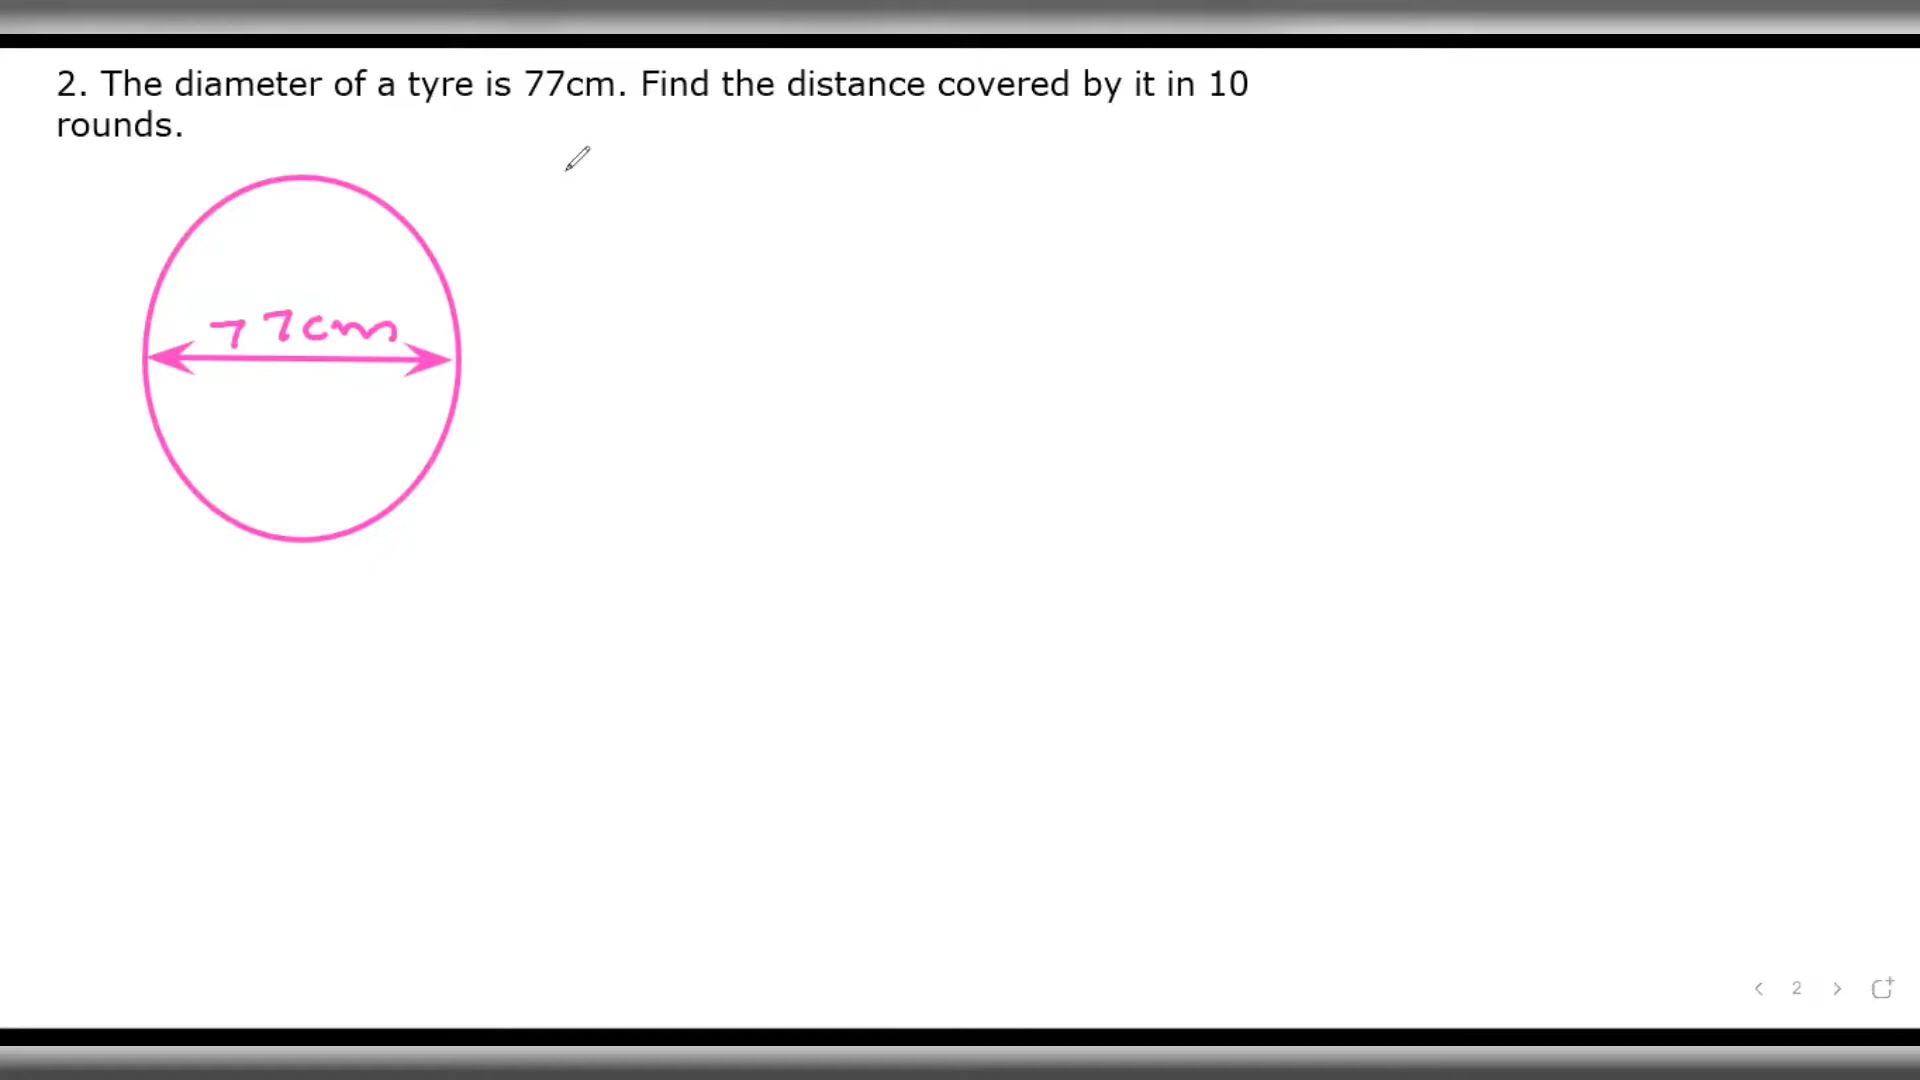 2. The diameter of a tyre is 77cm. Find the distance covered by it in 10
rounds.
77cm
2